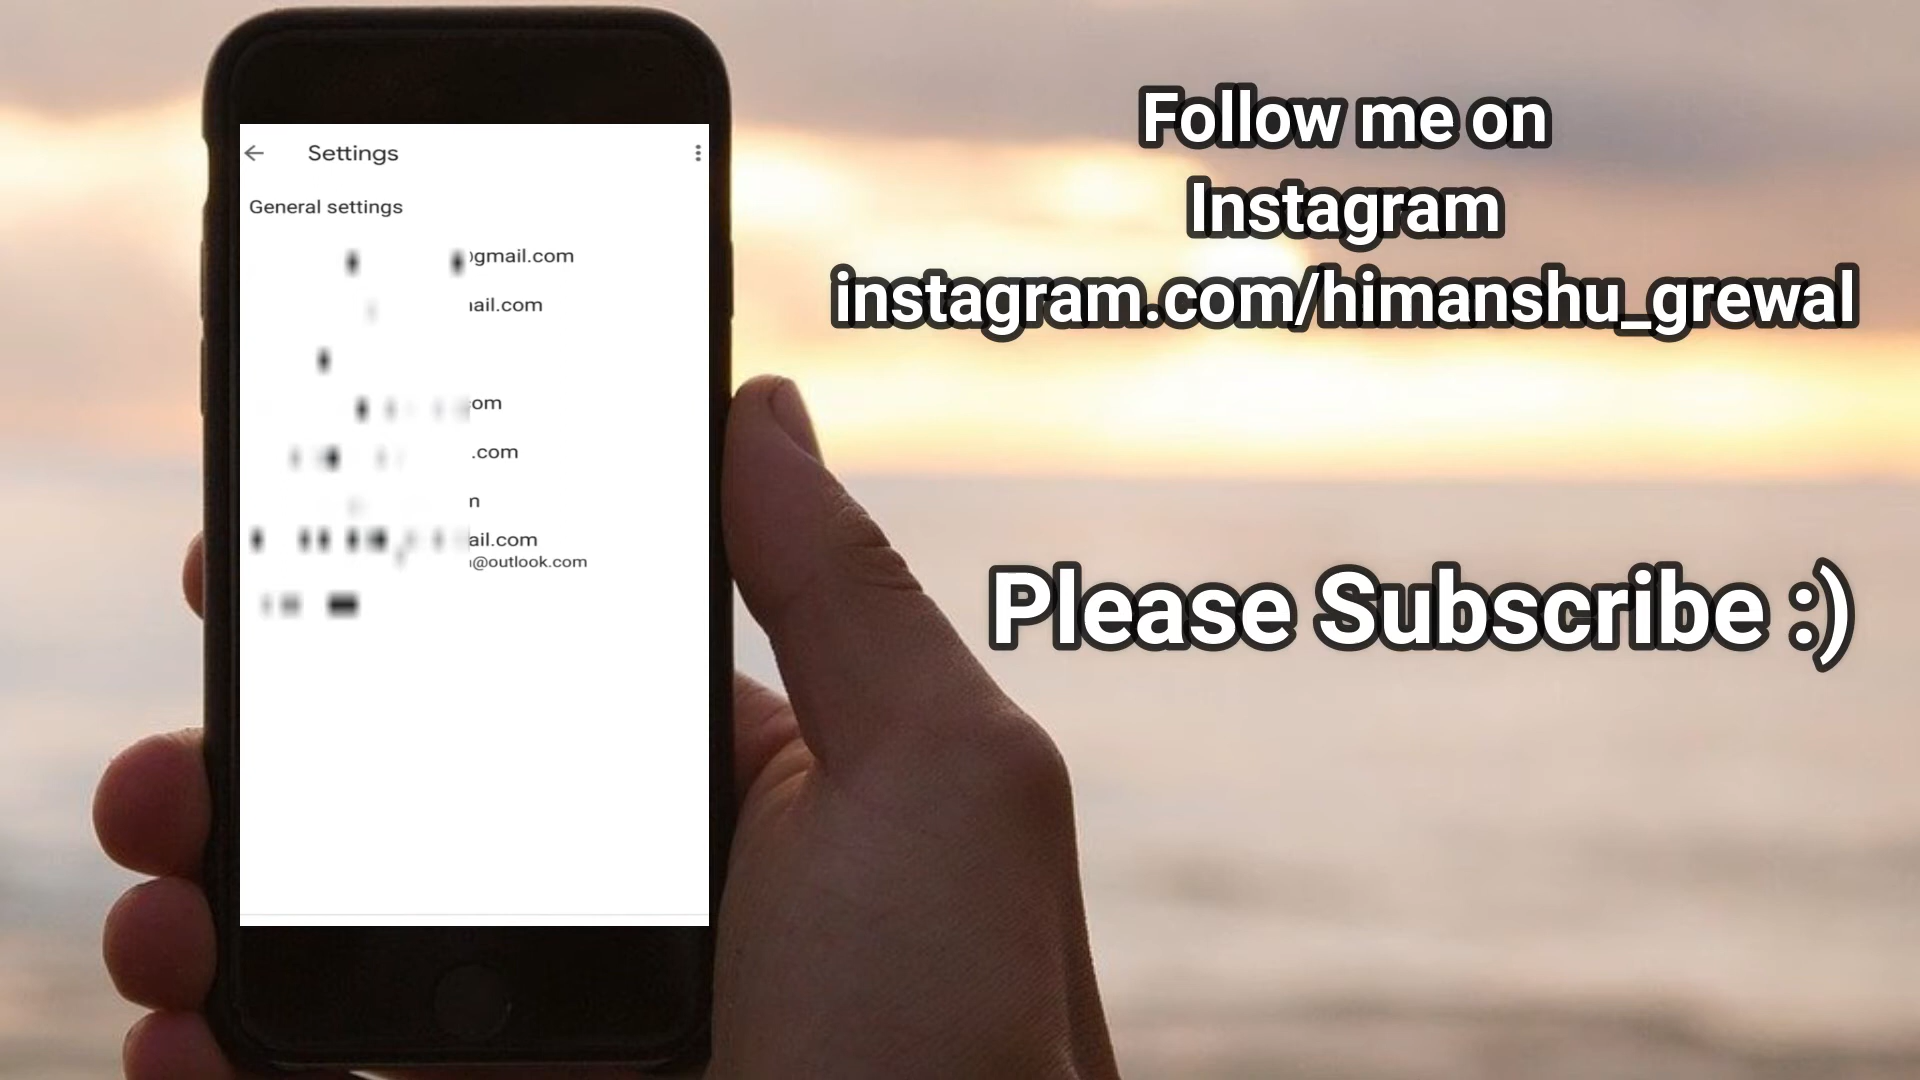 Settings
General settings
gmail.com
ail.com
om
.com
ail.com
@outlook.com
Follow me on
Instagram
instagram.com/himanshu_grewal
Please Subscribe :)